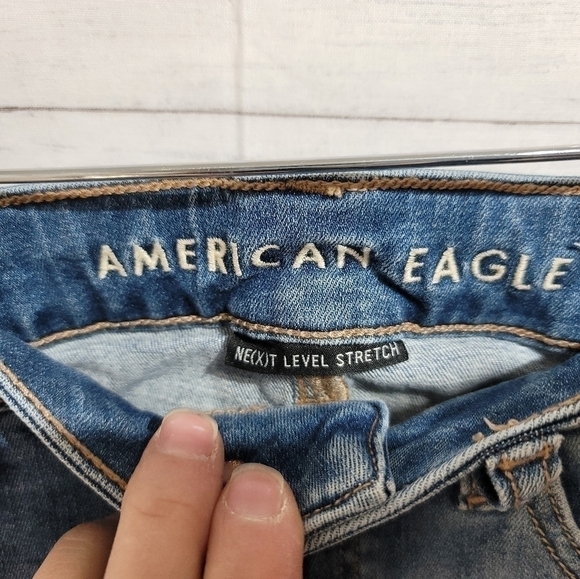 AMERICAN EAGLE
NE(X)T LEVEL STRETCH